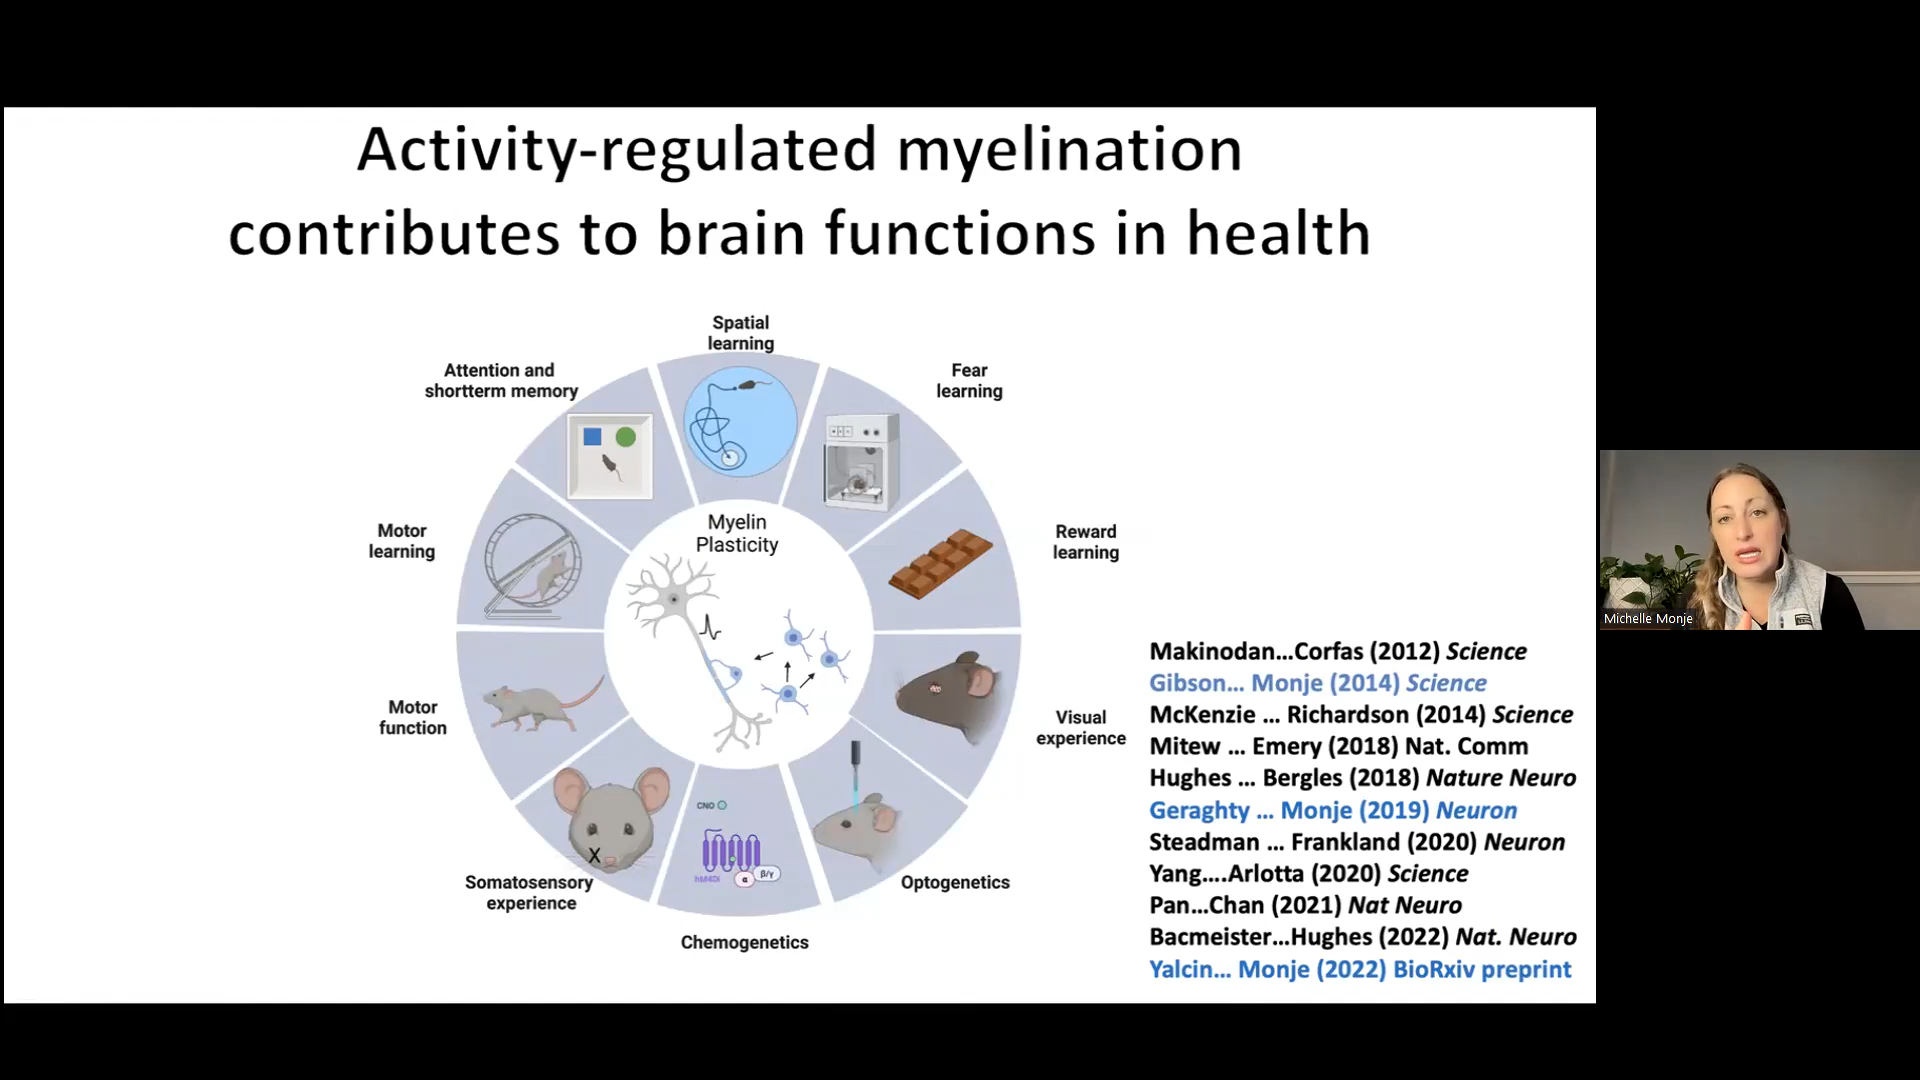 Activity-regulated myelination
contributes to brain functions in health
Spatial
learning
Attention and
shortterm memory
Fear
learning
Motor
learning
Myelin
Plasticity
Reward
learning
Motor
function
Visual
experience
CNO
hM4Di
α
β/γ
X
Somatosensory
experience
Optogenetics
Chemogenetics
Makinodan...Corfas (2012) Science
Gibson... Monje (2014) Science
McKenzie ... Richardson (2014) Science
Mitew ... Emery (2018) Nat. Comm
Hughes ... Bergles (2018) Nature Neuro
Geraghty ... Monje (2019) Neuron
Steadman ... Frankland (2020) Neuron
Yang....Arlotta (2020) Science
Pan...Chan (2021) Nat Neuro
Bacmeister...Hughes (2022) Nat. Neuro
Yalcin... Monje (2022) BioRxiv preprint
Michelle Monje